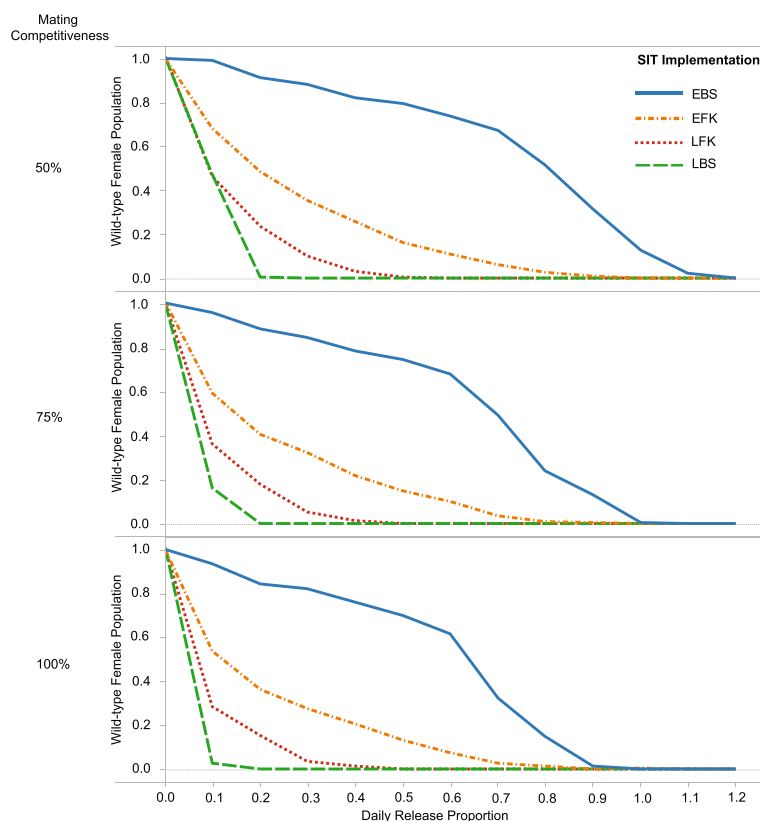 Mating
Competitiveness
SIT Implementation
EBS
EFK
LFK
LBS
50%
Wild-type Female Population
1.0
0.8
0.6
0.4
0.2
0.0
75%
Wild-type Female Population
1.0
0.8
0.6
0.4
0.2
0.0
100%
Wild-type Female Population
1.0
0.8
0.6
0.4
0.2
0.0
0.0 0.1 0.2 0.3 0.4 0.5 0.6 0.7 0.8 0.9 1.0 1.1 1.2
Daily Release Proportion